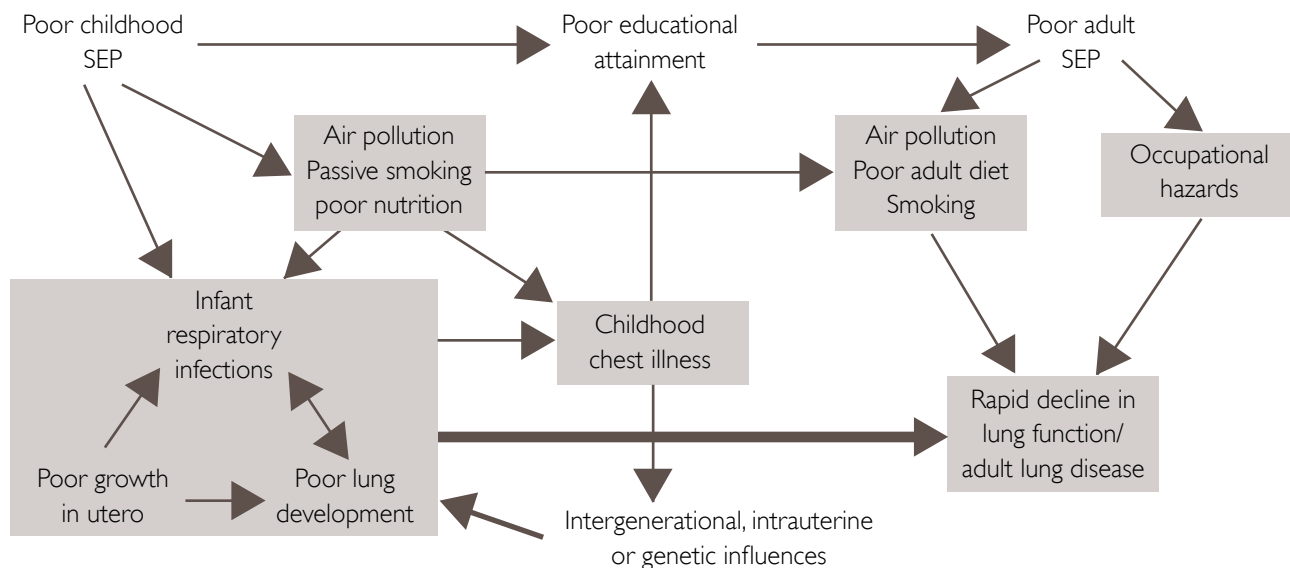 Poor childhood
SEP
Poor educational
attainment
Poor adult
SEP
Air pollution
Passive smoking
poor nutrition
Air pollution
Poor adult diet
Smoking
Occupational
hazards
Infant
respiratory
infections
Childhood
chest illness
Rapid decline in
lung function/
adult lung disease
Poor growth
in utero
Poor lung
development
Intergenerational, intrauterine
or genetic influences